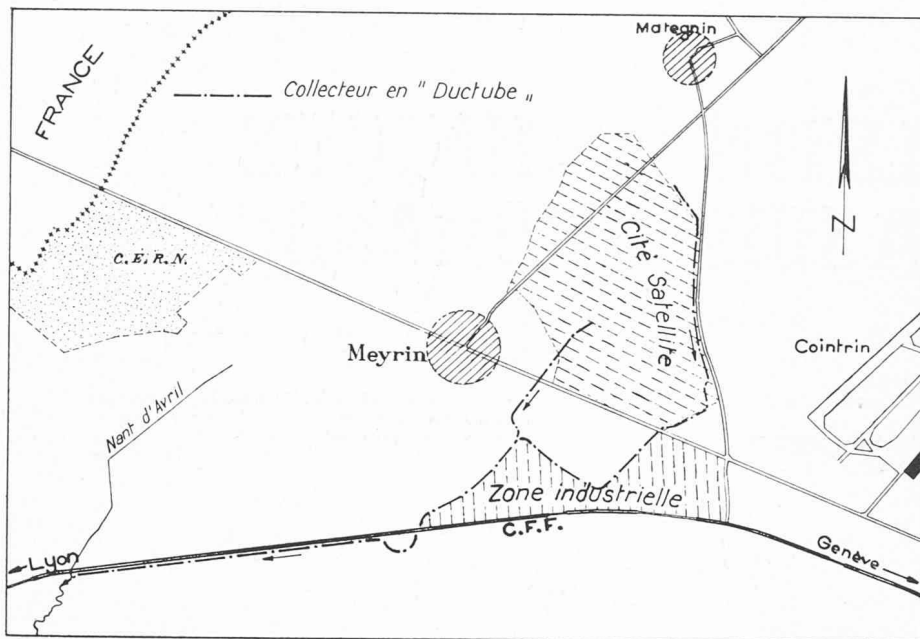 Mategnin
FRANCE
Collecteur en " Ductube "
N
C.E.R.N.
Cité Satellite
Meyrin
Cointrin
Nant d'Avril
Zone industrielle
C.F.F.
Lyon
Genève